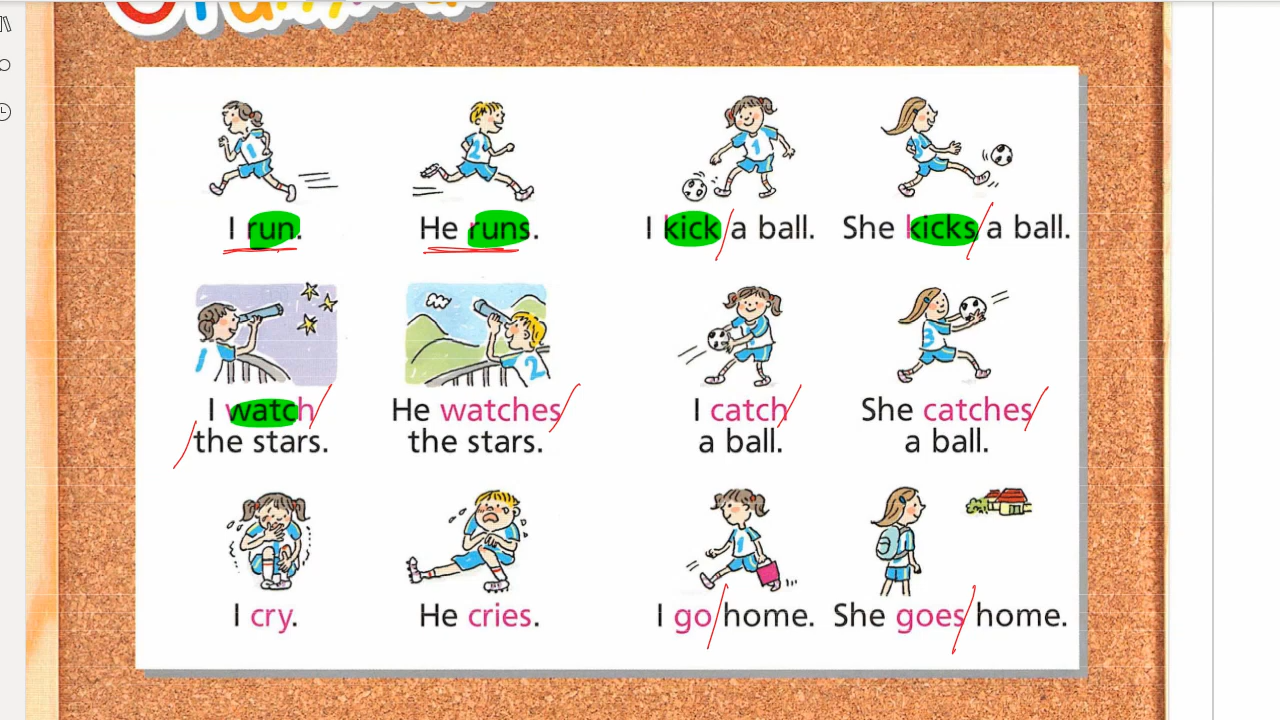 I run.
He runs.
I kick a ball.
She kicks a ball.
I watch
the stars.
He watches
the stars.
I catch
a ball.
She catches
a ball.
I cry.
He cries.
I go home.
She goes home.